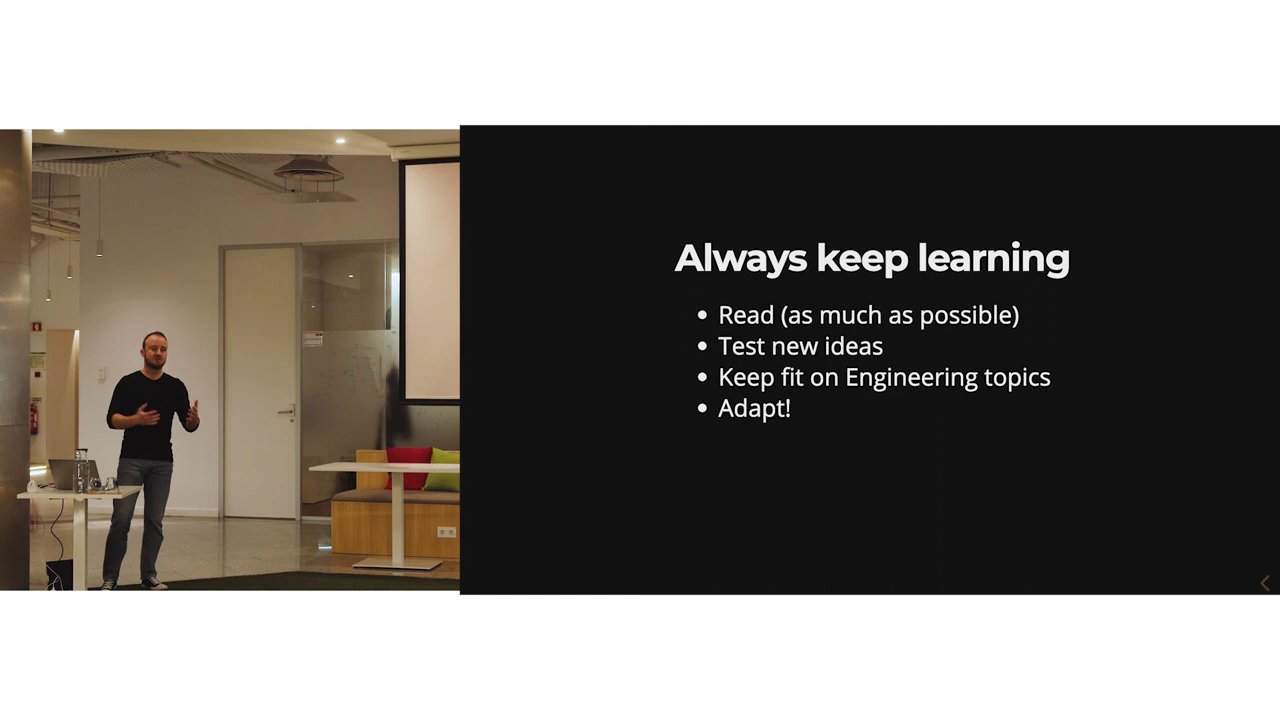 Always keep learning
• Read (as much as possible)
• Test new ideas
• Keep fit on Engineering topics
• Adapt!